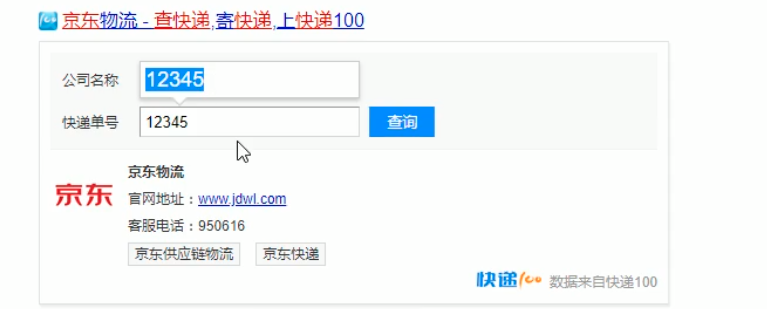 京东物流 - 查快递,寄快递,上快递100
公司名称
12345
快递单号 12345 查询
京东 京东物流
官网地址：www.jdwl.com
客服电话：950616
京东供应链物流 京东快递
快递100 数据来自快递100